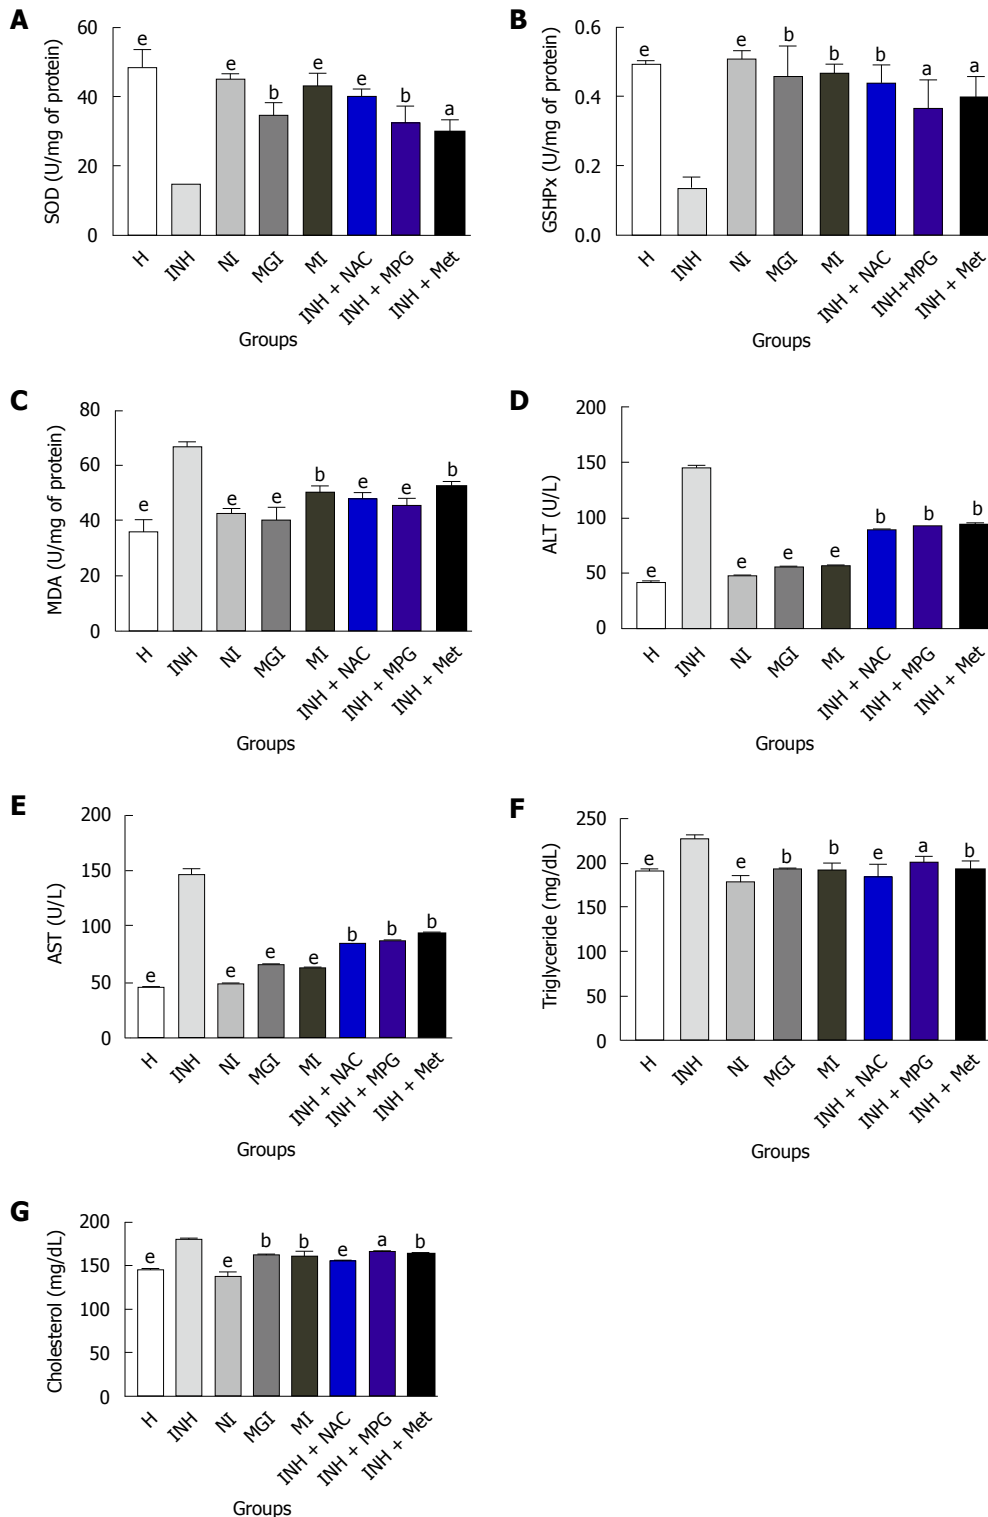 A
SOD (U/mg of protein)
60
40
20
0
e
e
b
e
e
b
a
H
INH
NI
MGI
MI
INH + NAC
INH + MPG
INH + Met
Groups
B
GSHPx (U/mg of protein)
0.6
0.4
0.2
0.0
e
e
b
b
b
a
a
H
INH
NI
MGI
MI
INH + NAC
INH+MPG
INH + Met
Groups
C
MDA (U/mg of protein)
80
60
40
20
0
e
e
e
b
e
e
b
H
INH
NI
MGI
MI
INH + NAC
INH + MPG
INH + Met
Groups
D
ALT (U/L)
200
150
100
50
0
e
e
e
e
b
b
b
H
INH
NI
MGI
MI
INH + NAC
INH + MPG
INH + Met
Groups
E
AST (U/L)
200
150
100
50
0
e
e
e
e
b
b
b
H
INH
NI
MGI
MI
INH + NAC
INH + MPG
INH + Met
Groups
F
Triglyceride (mg/dL)
250
200
150
100
50
0
e
e
b
b
e
a
b
H
INH
NI
MGI
MI
INH + NAC
INH + MPG
INH + Met
Groups
G
Cholesterol (mg/dL)
200
150
100
50
0
e
e
b
b
e
a
b
H
INH
NI
MGI
MI
INH + NAC
INH + MPG
INH + Met
Groups